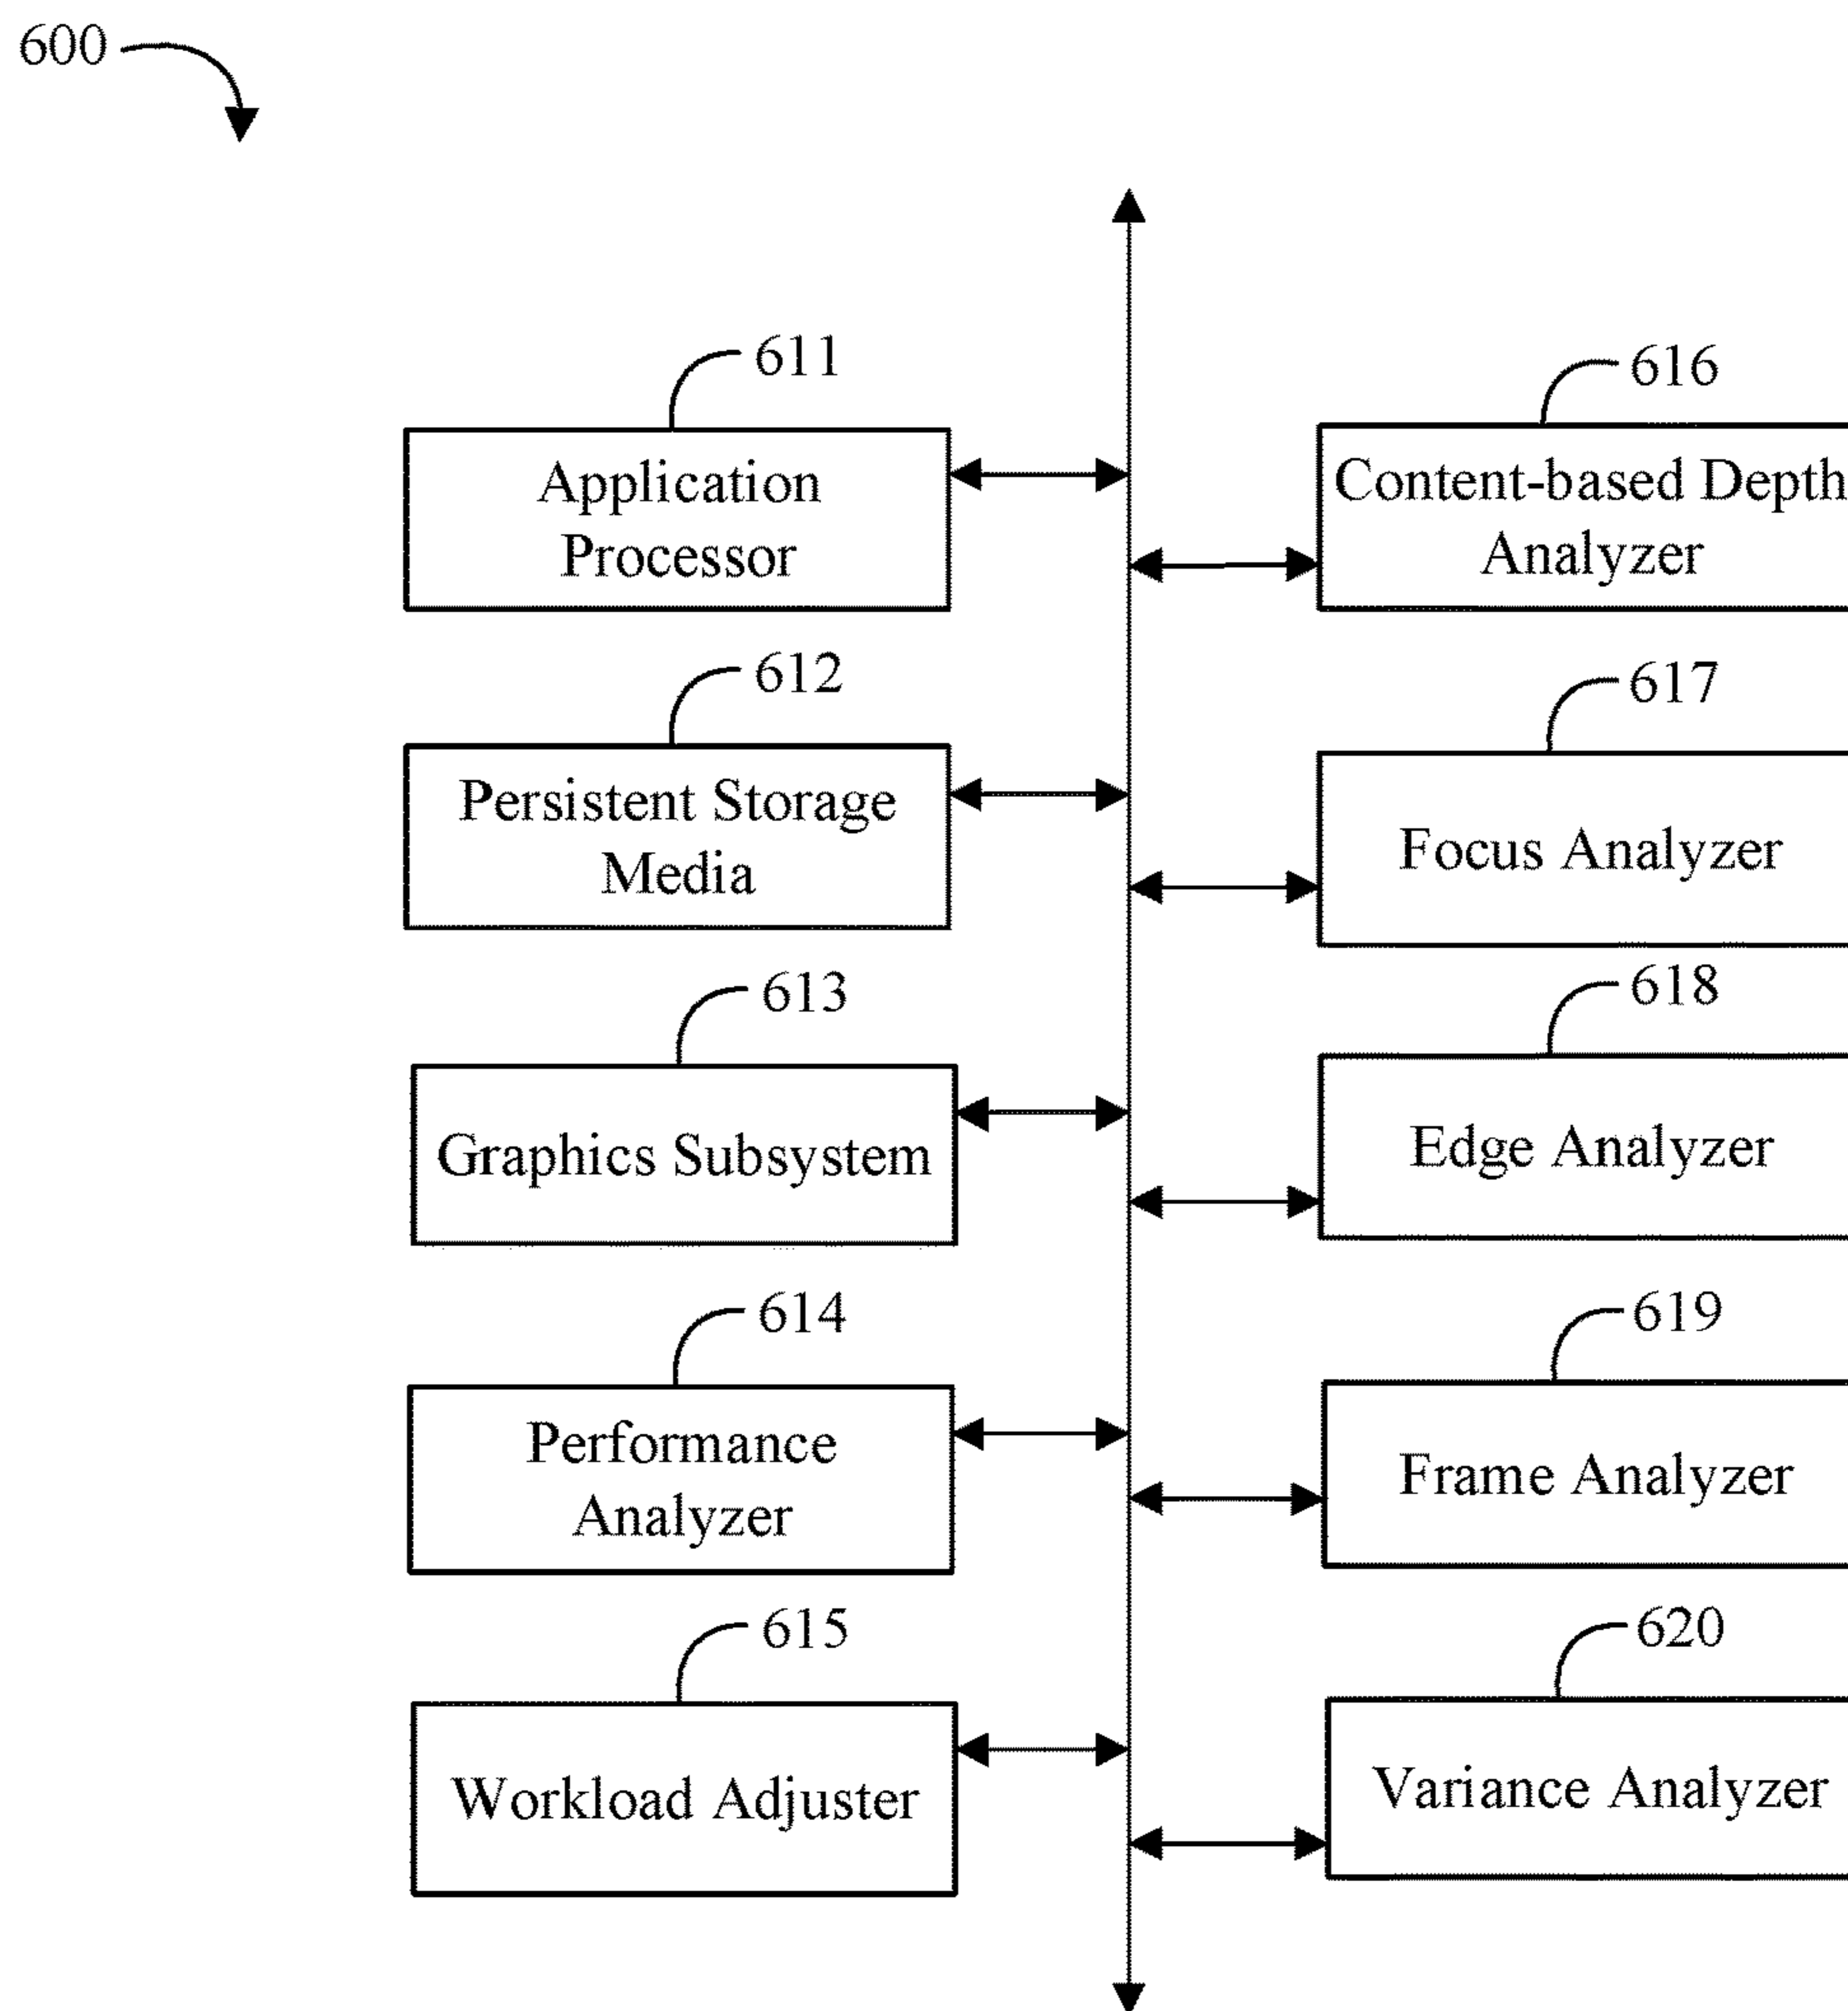 600
611
Application
Processor
612
Persistent Storage
Media
613
Graphics Subsystem
614
Performance
Analyzer
615
Workload Adjuster
616
Content-based Depth
Analyzer
617
Focus Analyzer
618
Edge Analyzer
619
Frame Analyzer
620
Variance Analyzer